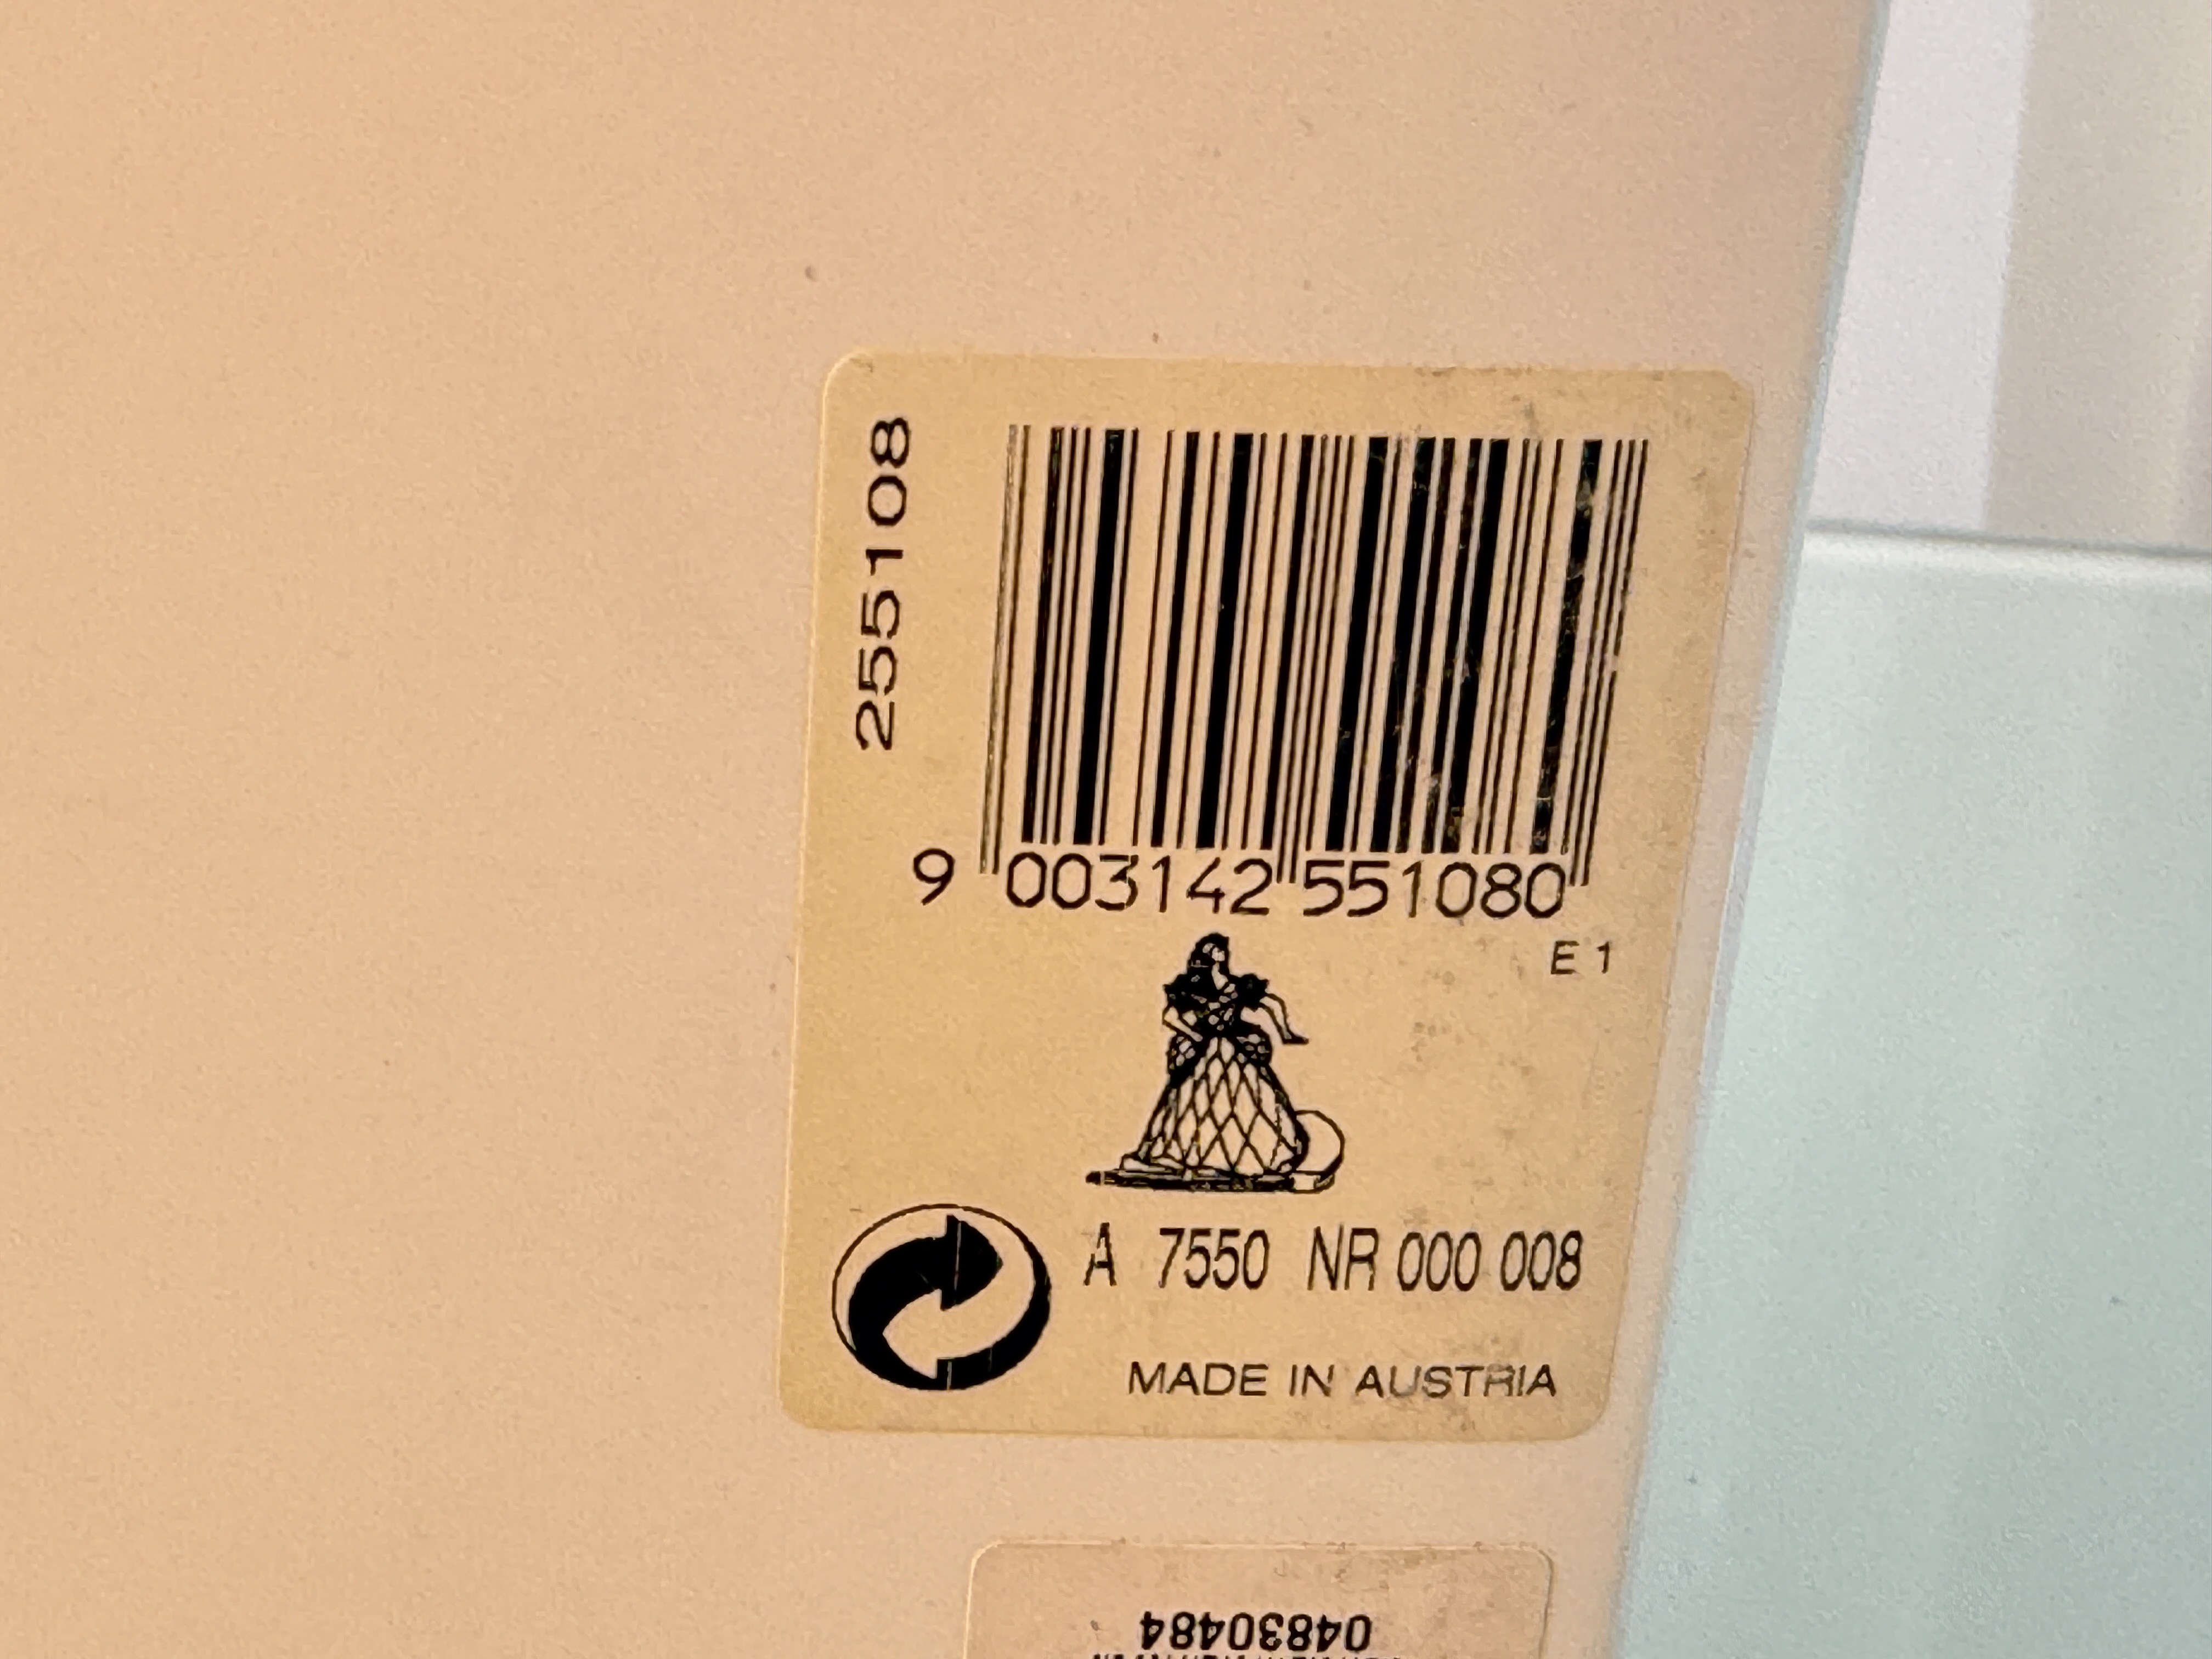 255108
9 003142 551080
E 1
A 7550 NR 000 008
MADE IN AUSTRIA
04830484